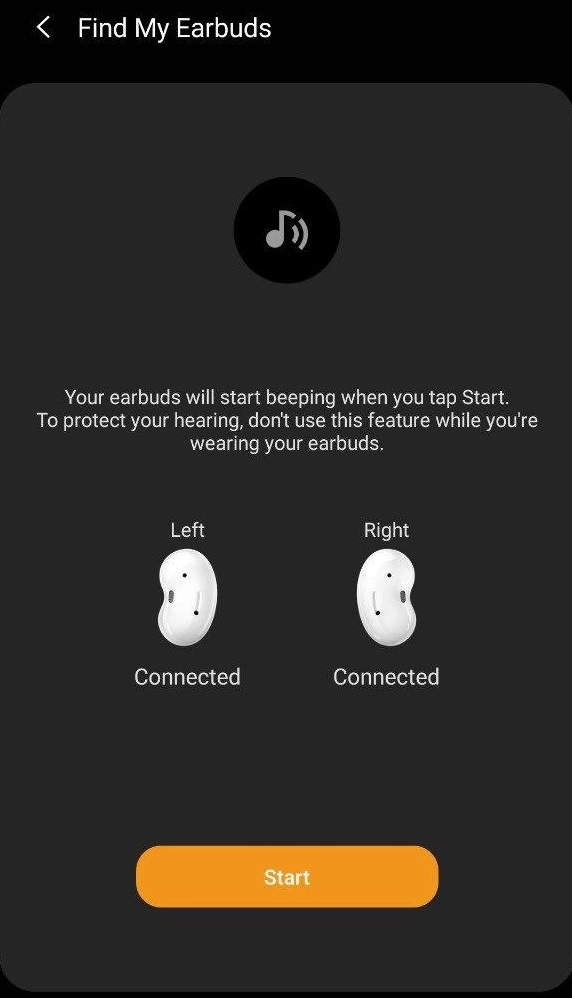 Find My Earbuds
Your earbuds will start beeping when you tap Start.
To protect your hearing, don't use this feature while you're
wearing your earbuds.
Left
Right
Connected
Connected
Start